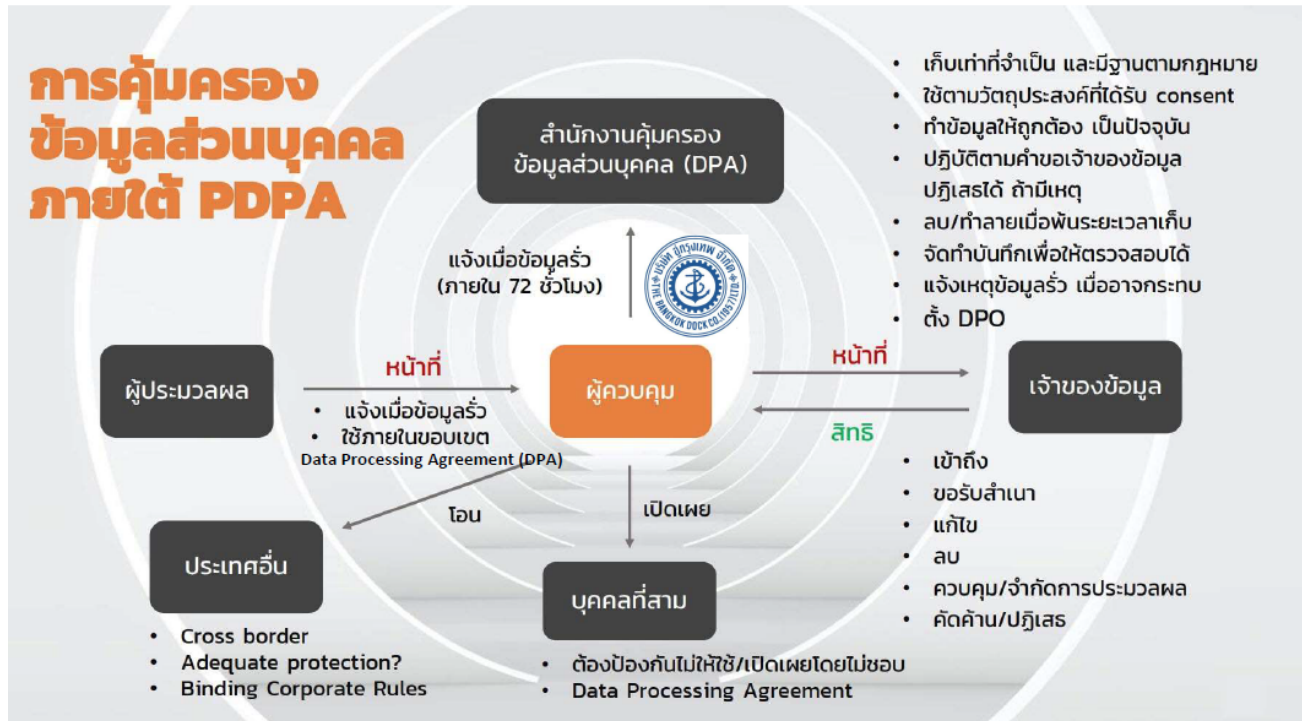 การคุ้มครอง
ข้อมูลส่วนบุคคล
ภายใต้ PDPA
สำนักงานคุ้มครอง
ข้อมูลส่วนบุคคล (DPA)
แจ้งเมื่อข้อมูลรั่ว
(ภายใน 72 ชั่วโมง)
บริษัท อู่กรุงเทพ จำกัด
THE BANGKOK DOCK CO.(1957)LTD.
• เก็บเท่าที่จำเป็น และมีฐานตามกฎหมาย
• ใช้ตามวัตถุประสงค์ที่ได้รับ consent
• ทำข้อมูลให้ถูกต้อง เป็นปัจจุบัน
• ปฏิบัติตามคำขอเจ้าของข้อมูล
ปฏิเสธได้ ถ้ามีเหตุ
• ลบ/ทำลายเมื่อพ้นระยะเวลาเก็บ
• จัดทำบันทึกเพื่อให้ตรวจสอบได้
• แจ้งเหตุข้อมูลรั่ว เมื่ออาจกระทบ
• ตั้ง DPO
ผู้ประมวลผล
หน้าที่
• แจ้งเมื่อข้อมูลรั่ว
• ใช้ภายในขอบเขต
Data Processing Agreement (DPA)
ผู้ควบคุม
หน้าที่
สิทธิ
เจ้าของข้อมูล
• เข้าถึง
• ขอรับสำเนา
• แก้ไข
• ลบ
• ควบคุม/จำกัดการประมวลผล
• คัดค้าน/ปฏิเสธ
โอน
เปิดเผย
ประเทศอื่น
• Cross border
• Adequate protection?
• Binding Corporate Rules
บุคคลที่สาม
• ต้องป้องกันไม่ให้ใช้/เปิดเผยโดยไม่ชอบ
• Data Processing Agreement